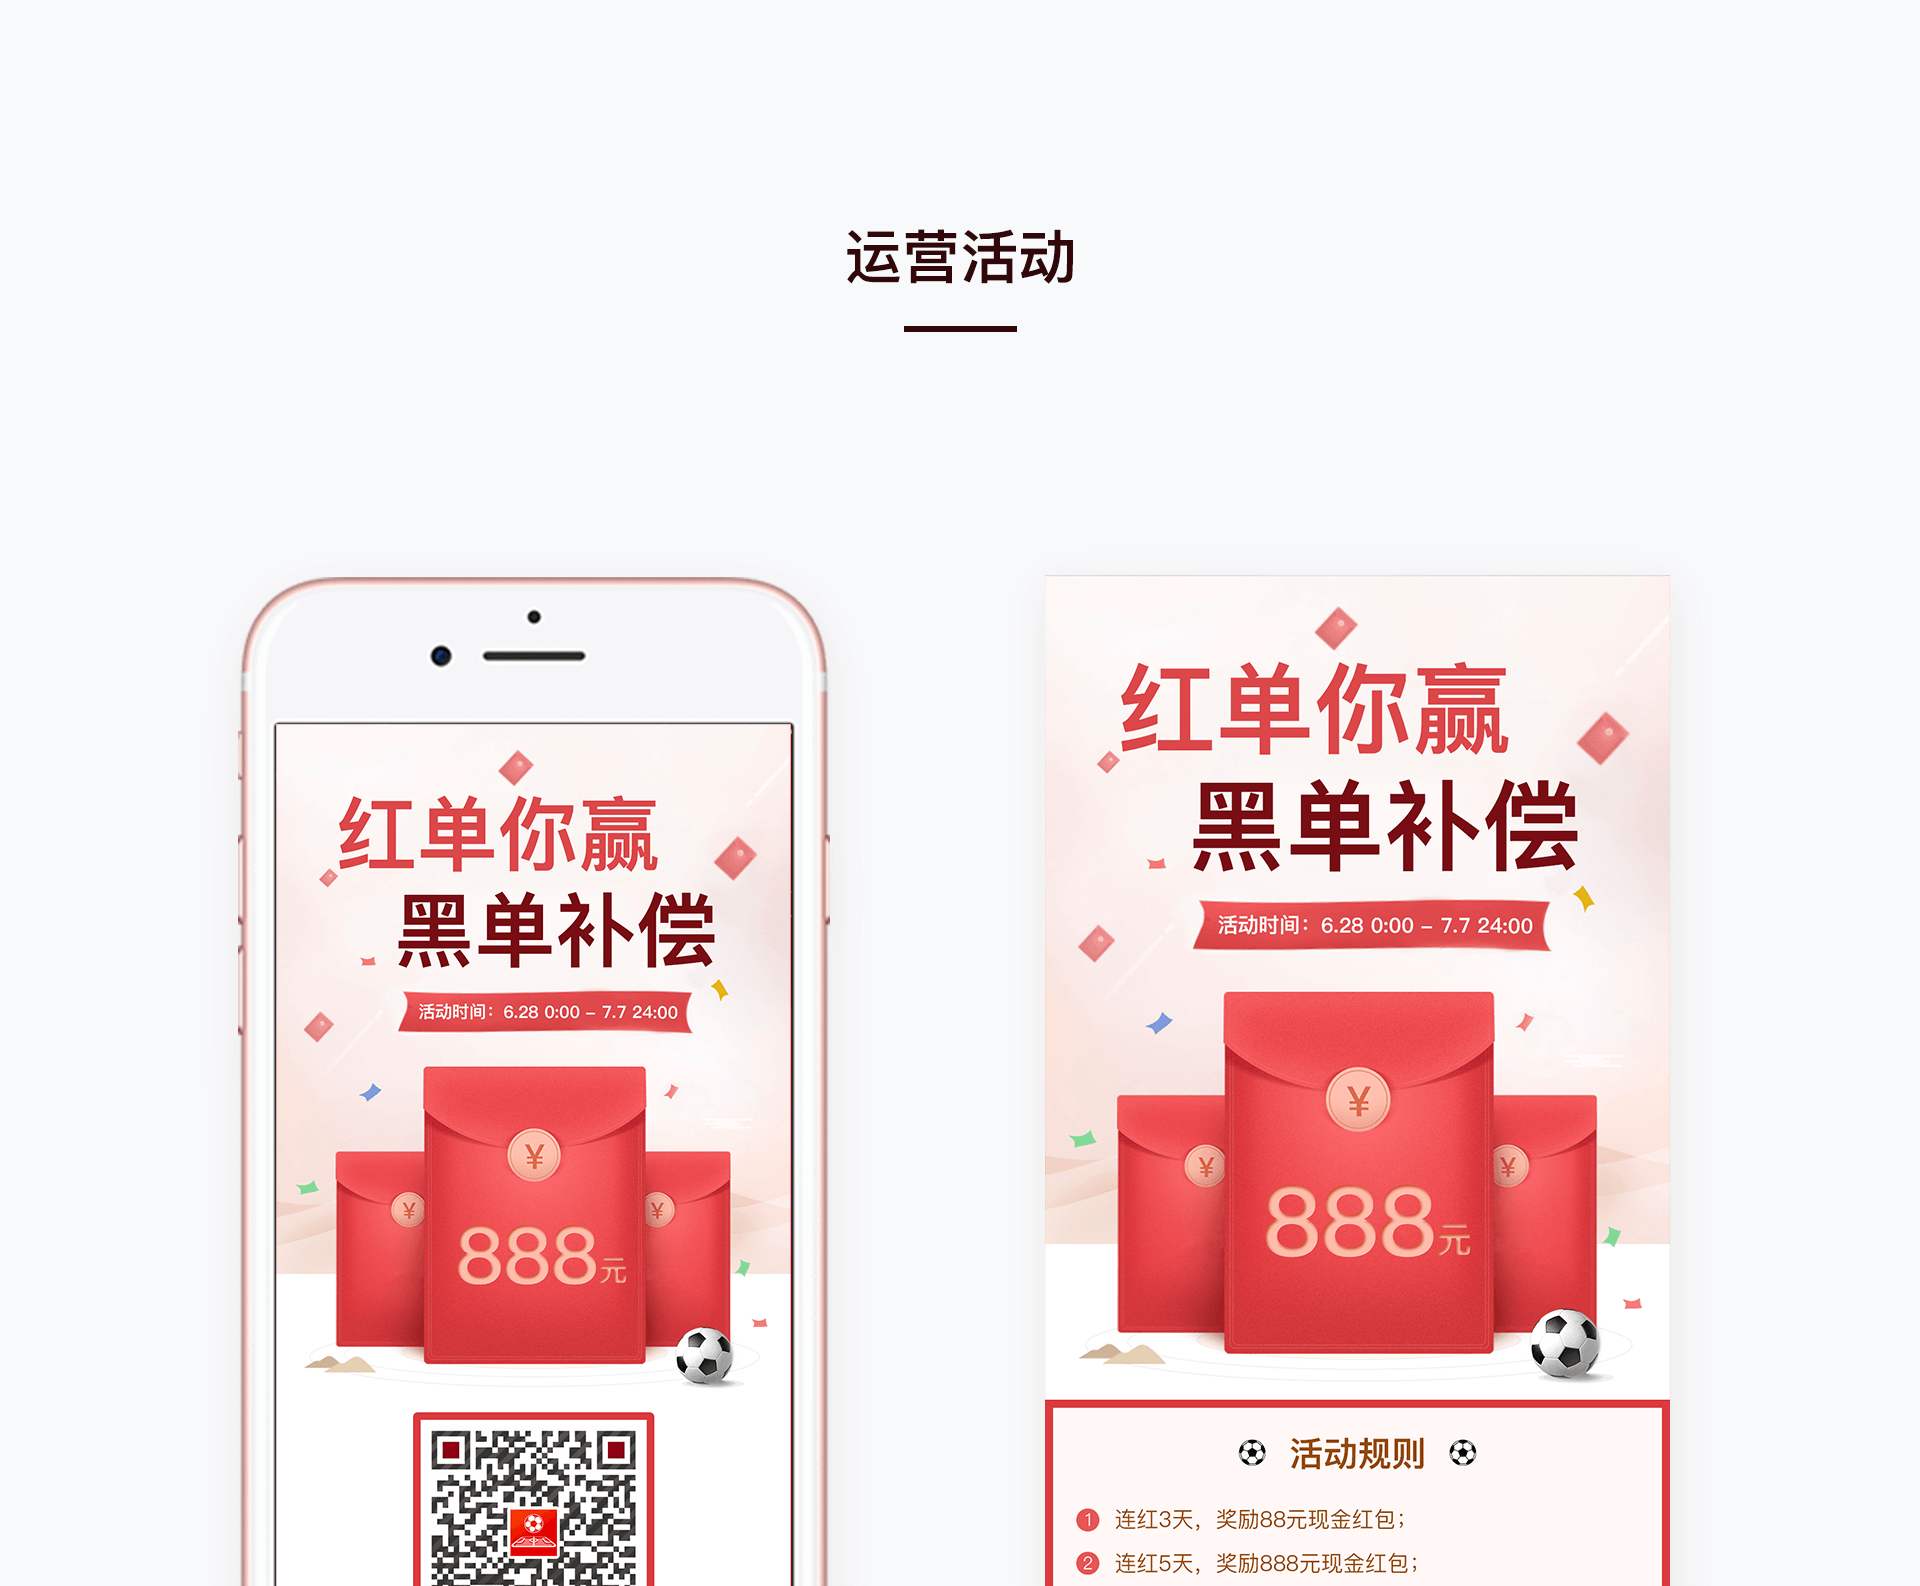 运营活动
红单你赢
黑单补偿
活动时间：6.28 0:00 – 7.7 24:00
¥
¥
¥
888元
红单你赢
黑单补偿
活动时间：6.28 0:00 – 7.7 24:00
¥
¥
¥
888元
活动规则
1 连红3天，奖励88元现金红包；
2 连红5天，奖励888元现金红包；